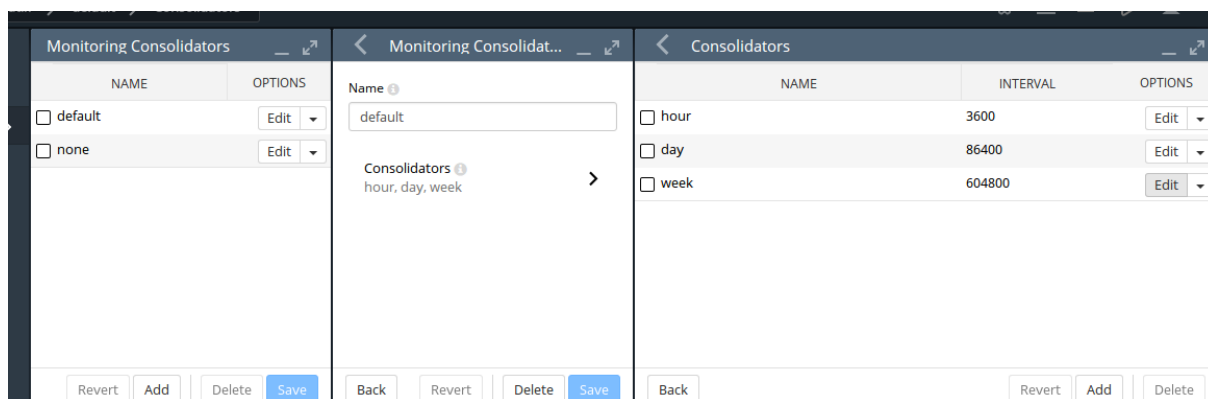 Monitoring Consolidators
NAME OPTIONS
default Edit
none Edit
Revert Add Delete Save
Monitoring Consolidat...
Name
default
Consolidators
hour, day, week
Back Revert Delete Save
Consolidators
NAME INTERVAL OPTIONS
hour 3600 Edit
day 86400 Edit
week 604800 Edit
Back Revert Add Delete